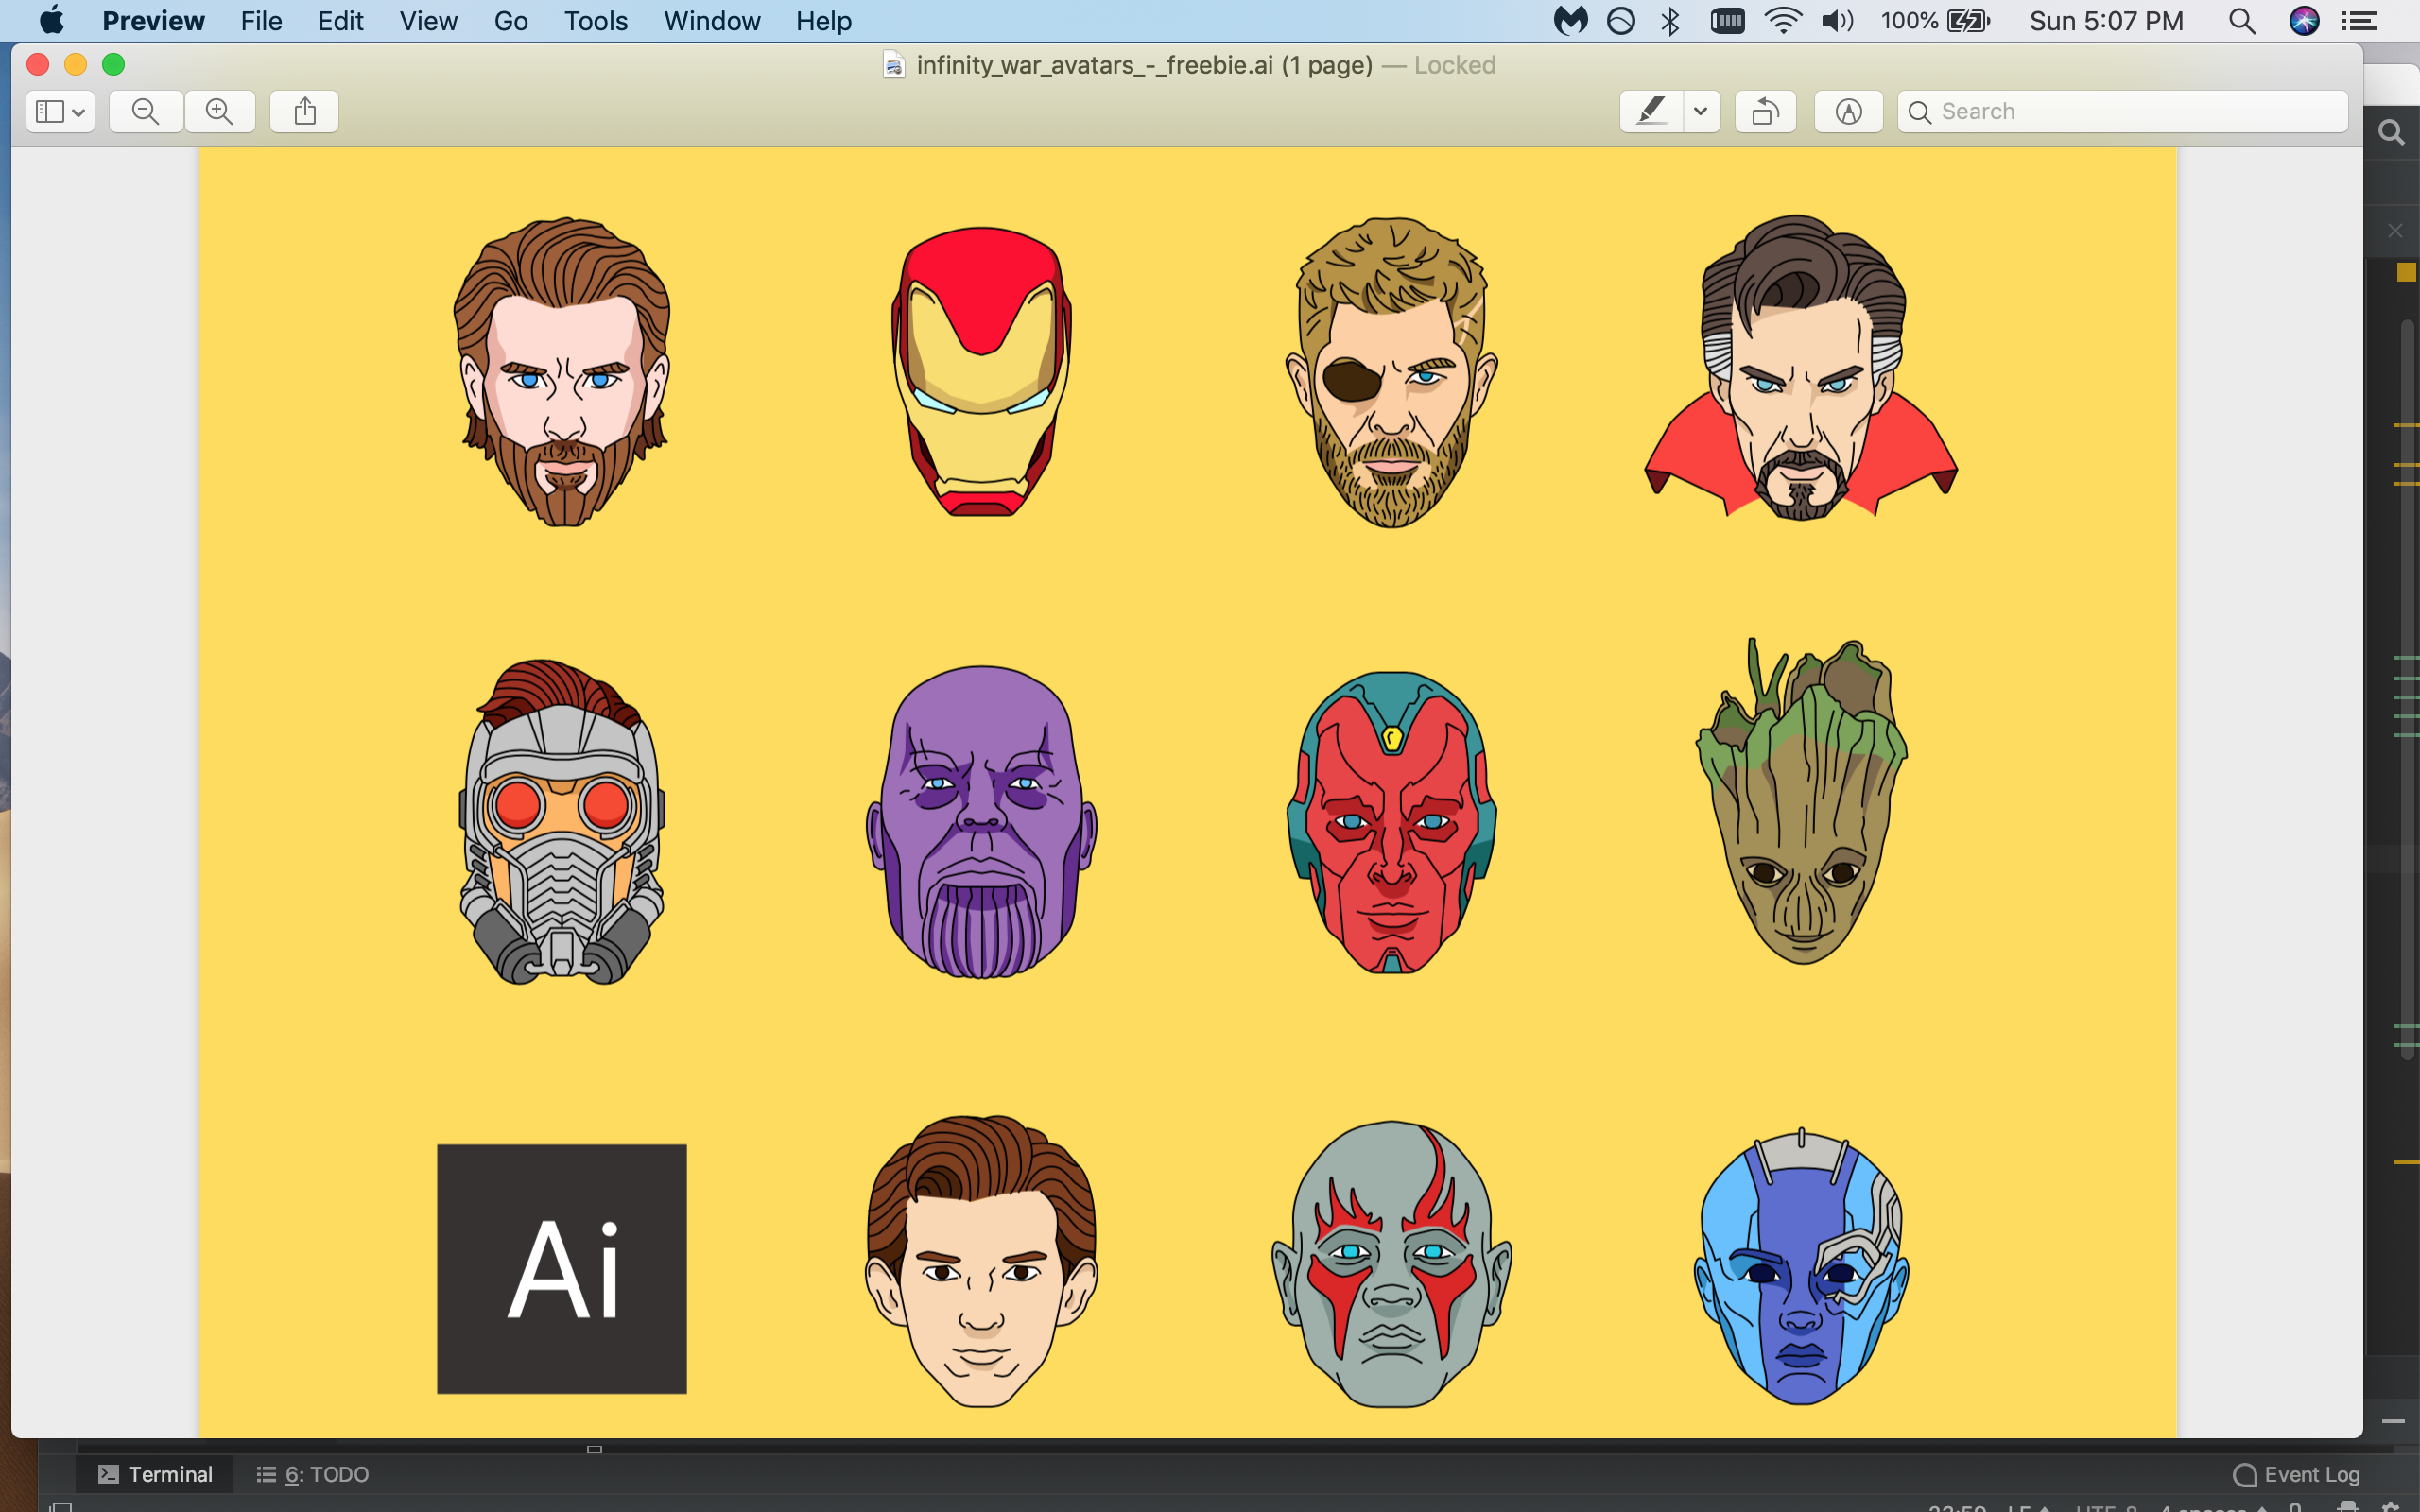 Preview File Edit View Go Tools Window Help 100% Sun 5:07 PM
infinity_war_avatars_-_freebie.ai (1 page) — Locked
Search
Ai
Terminal 6: TODO Event Log